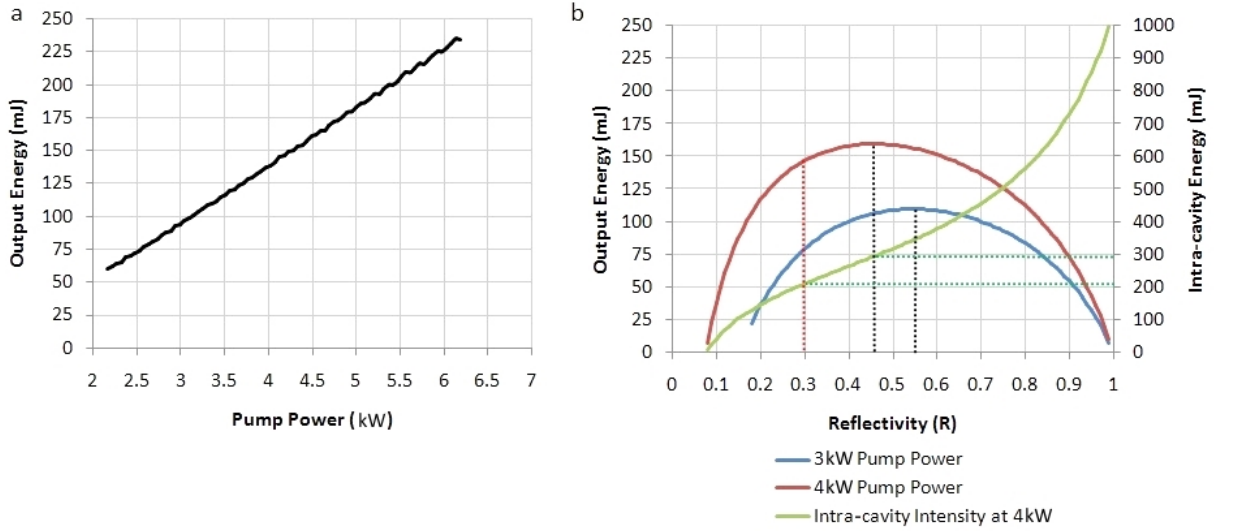 a
250
225
200
175
150
125
100
75
50
25
0
2 2.5 3 3.5 4 4.5 5 5.5 6 6.5 7
Output Energy (mJ)
Pump Power (kW)
b
250
225
200
175
150
125
100
75
50
25
0
1000
900
800
700
600
500
400
300
200
100
0
0 0.1 0.2 0.3 0.4 0.5 0.6 0.7 0.8 0.9 1
Output Energy (mJ)
Intra-cavity Energy (mJ)
Reflectivity (R)
3kW Pump Power
4kW Pump Power
Intra-cavity Intensity at 4kW